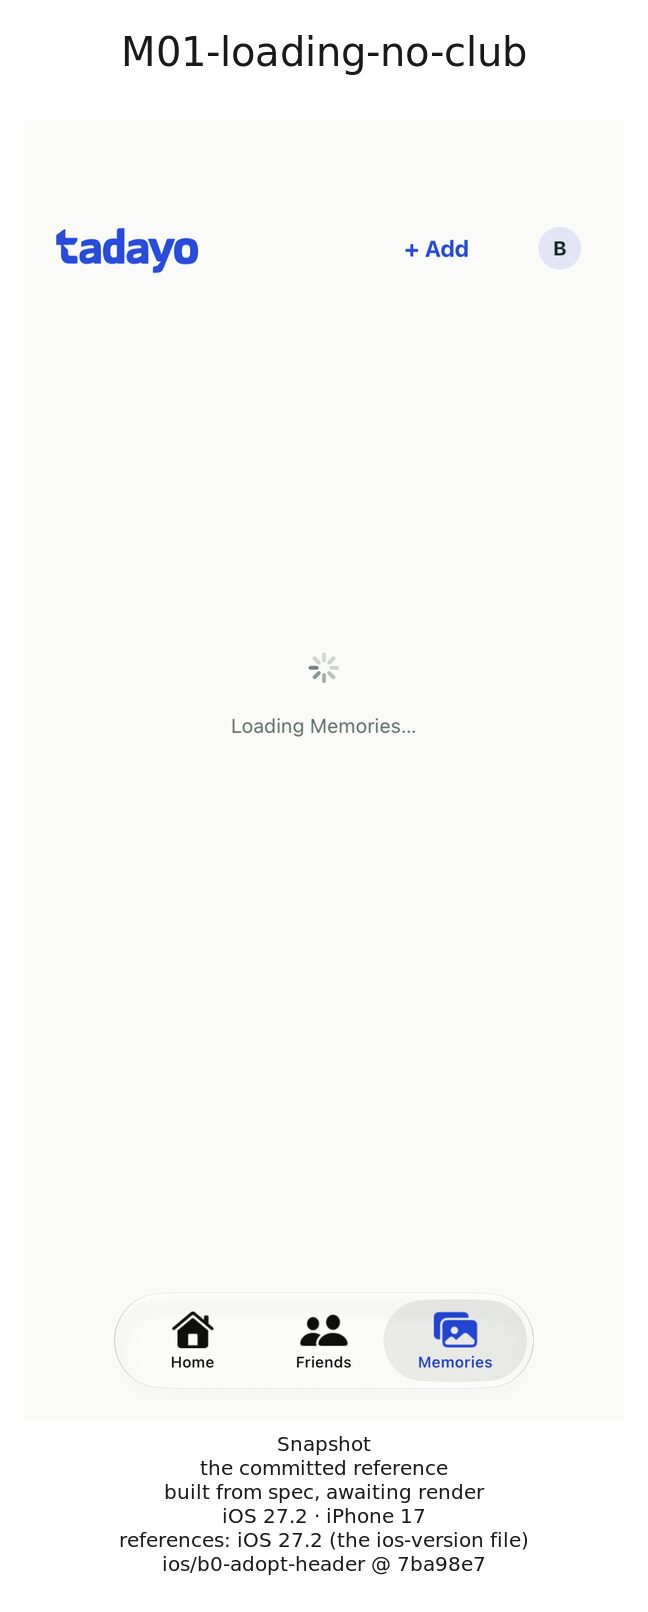 M01-loading-no-club
tadayo
+ Add
B
Loading Memories...
Home
Friends
Memories
Snapshot
the committed reference
built from spec, awaiting render
iOS 27.2 · iPhone 17
references: iOS 27.2 (the ios-version file)
ios/b0-adopt-header @ 7ba98e7